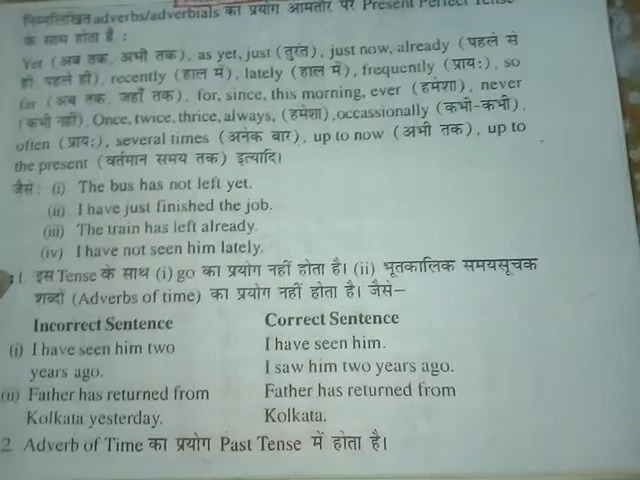 निम्नलिखित adverbs/adverbials का प्रयोग आमतौर पर Present Perfect Tense
के साथ होता है :
Yet (अब तक, अभी तक), as yet, just (तुरंत), just now, already (पहले से
ही, पहले ही), recently (हाल में), lately (हाल में), frequently (प्राय:), so
far (अब तक, जहाँ तक), for, since, this morning, ever (हमेशा), never
(कभी नहीं), Once, twice, thrice, always, (हमेशा) ,occassionally (कभी-कभी),
often (प्राय:), several times (अनेक बार), up to now (अभी तक), up to
the present (वर्तमान समय तक) इत्यादि।
जैसे : (i) The bus has not left yet.
(ii) I have just finished the job.
(iii) The train has left already.
(iv) I have not seen him lately.
1. इस Tense के साथ (i) go का प्रयोग नहीं होता है। (ii) भूतकालिक समयसूचक
शब्दों (Adverbs of time) का प्रयोग नहीं होता है। जैसे–
Incorrect Sentence Correct Sentence
(i) I have seen him two I have seen him.
years ago. I saw him two years ago.
(ii) Father has returned from Father has returned from
Kolkata yesterday. Kolkata.
2. Adverb of Time का प्रयोग Past Tense में होता है।